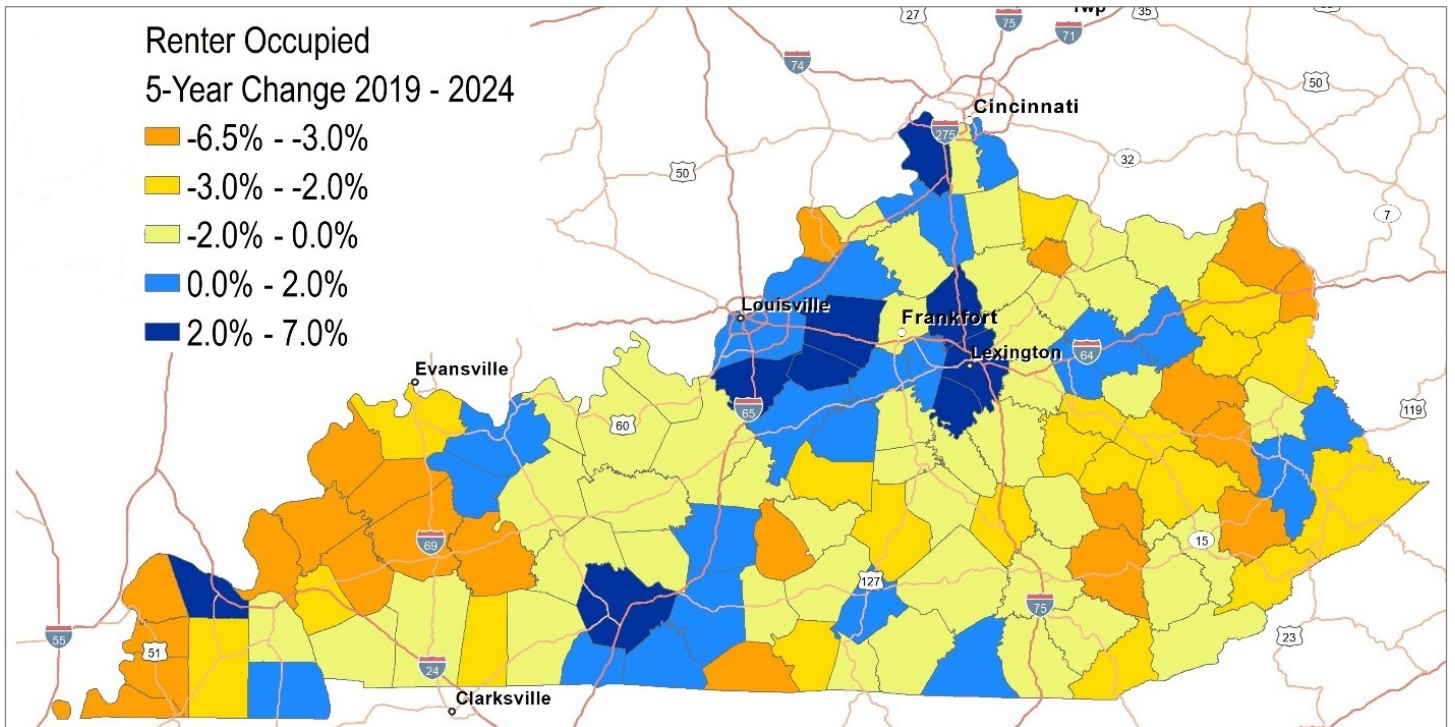 Renter Occupied
5-Year Change 2019 - 2024
-6.5% - -3.0%
-3.0% - -2.0%
-2.0% - 0.0%
0.0% - 2.0%
2.0% - 7.0%
27
75
Twp
35
71
74
50
Cincinnati
275
32
50
7
Louisville
Frankfort
Lexington
64
Evansville
65
60
119
69
15
127
75
55
51
23
24
Clarksville